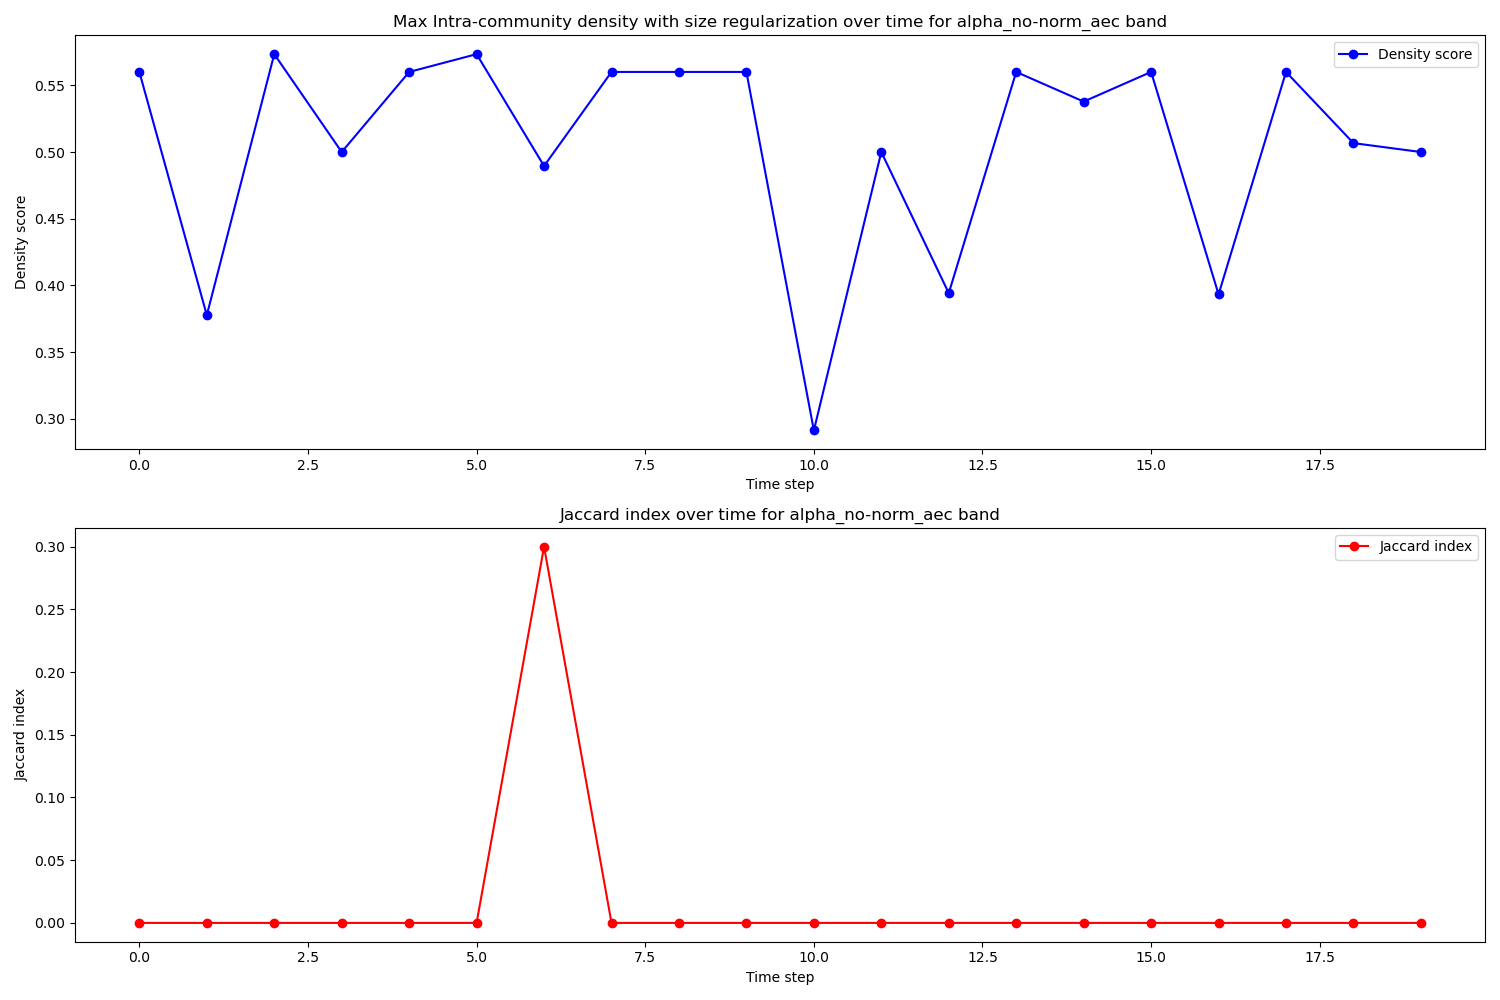 Max Intra-community density with size regularization over time for alpha_no-norm_aec band
Density score
0.55
0.50
0.45
0.40
0.35
0.30
Density score
0.0 2.5 5.0 7.5 10.0 12.5 15.0 17.5
Time step
Jaccard index over time for alpha_no-norm_aec band
Jaccard index
0.30
0.25
0.20
0.15
0.10
0.05
0.00
Jaccard index
0.0 2.5 5.0 7.5 10.0 12.5 15.0 17.5
Time step